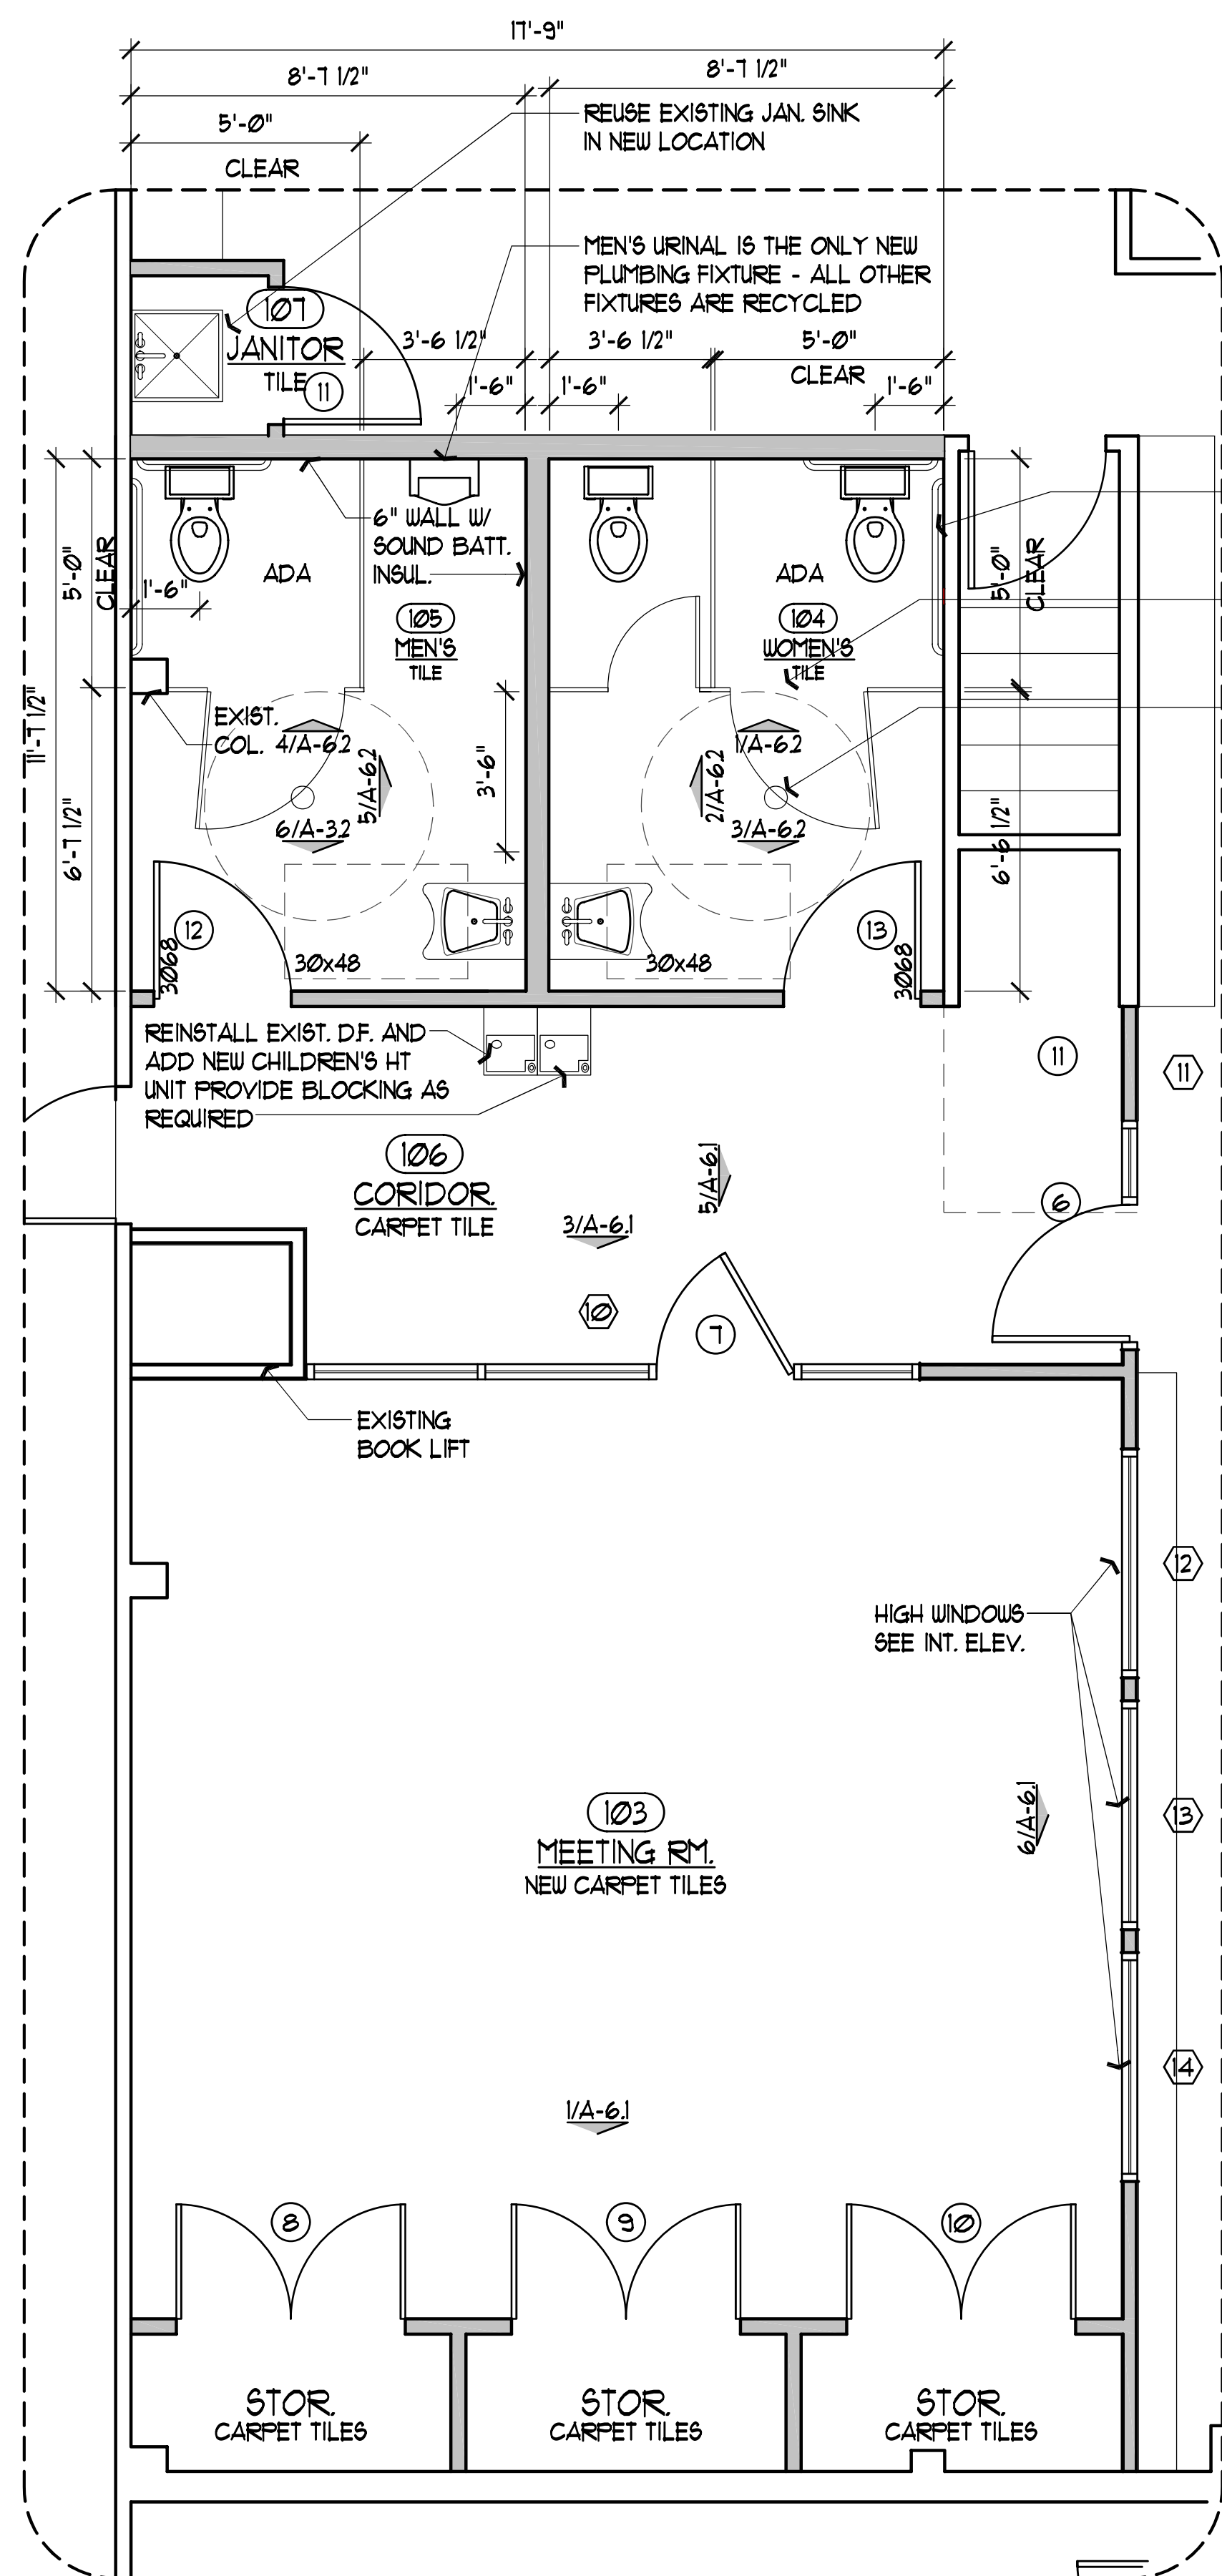 17'-9"
8'-7 1/2"
8'-7 1/2"
5'-0"
CLEAR
REUSE EXISTING JAN. SINK
IN NEW LOCATION
MEN'S URINAL IS THE ONLY NEW
PLUMBING FIXTURE - ALL OTHER
FIXTURES ARE RECYCLED
107
JANITOR
TILE
11
3'-6 1/2"
3'-6 1/2"
5'-0"
CLEAR
1'-6"
1'-6"
1'-6"
6" WALL W/
SOUND BATT.
INSUL.
ADA
ADA
5'-0"
CLEAR
1'-6"
5'-0"
CLEAR
105
MEN'S
TILE
104
WOMEN'S
TILE
11'-7 1/2"
EXIST.
COL.
4/A-6.2
5/A-6.2
6/A-3.2
3'-6"
1/A-6.2
2/A-6.2
3/A-6.2
6'-7 1/2"
6'-6 1/2"
12
3068
30x48
13
3068
30x48
REINSTALL EXIST. D.F. AND
ADD NEW CHILDREN'S HT
UNIT PROVIDE BLOCKING AS
REQUIRED
11
11
106
CORIDOR.
CARPET TILE
5/A-6.1
3/A-6.1
6
10
7
EXISTING
BOOK LIFT
12
HIGH WINDOWS
SEE INT. ELEV.
103
MEETING RM.
NEW CARPET TILES
6/A-6.1
13
14
1/A-6.1
8
9
10
STOR.
CARPET TILES
STOR.
CARPET TILES
STOR.
CARPET TILES